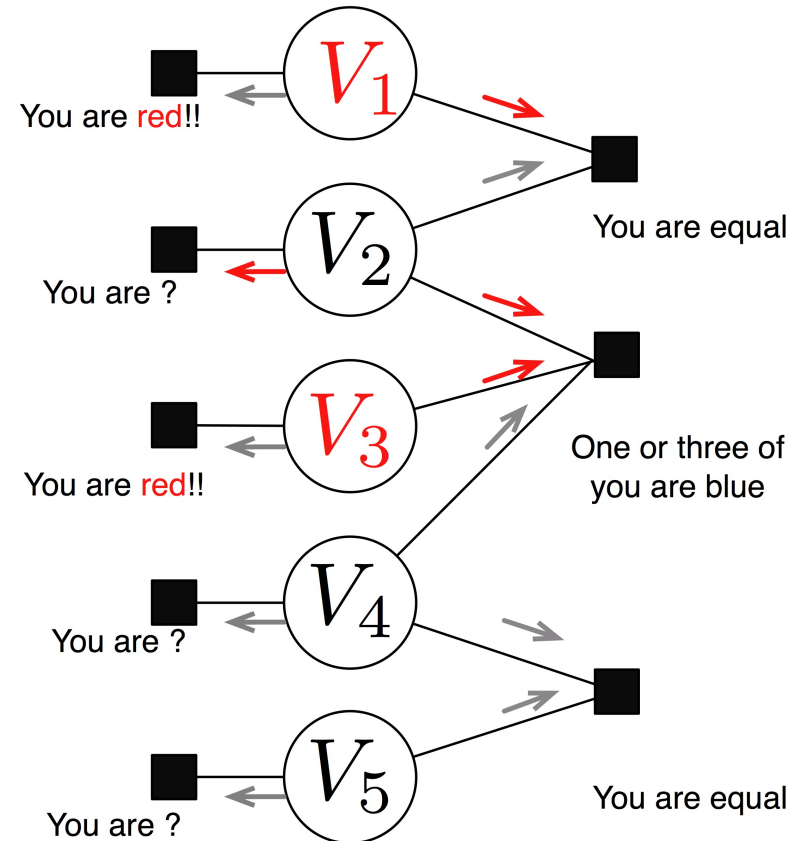 V1
You are red!!
You are equal
V2
You are ?
V3
One or three of
you are blue
You are red!!
V4
You are ?
V5
You are equal
You are ?